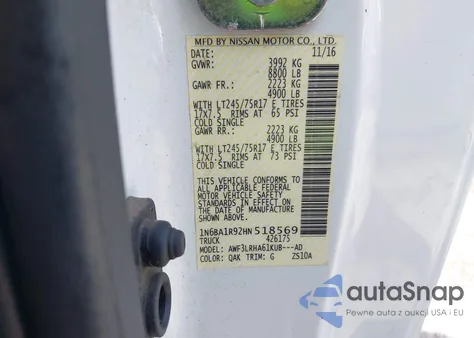 MFD BY NISSAN MOTOR CO., LTD.
DATE: 11/16
GVWR: 3992 KG
8800 LB
GAWR FR.: 2223 KG
4900 LB
WITH LT245/75R17 E TIRES
17X7.5 RIMS AT 65 PSI
COLD SINGLE
GAWR RR.: 2223 KG
4900 LB
WITH LT245/75R17 E TIRES
17X7.5 RIMS AT 73 PSI
COLD SINGLE
THIS VEHICLE CONFORMS TO
ALL APPLICABLE FEDERAL MOTOR
VEHICLE SAFETY STANDARDS
IN EFFECT ON THE DATE OF
MANUFACTURE SHOWN ABOVE.
1N6BA1R92HN 518569
TRUCK 426175
MODEL: AWF3LRHA61KUB---AD
COLOR: QAK TRIM: G ZS10A
autaSnap
Pewne auta z aukcji USA i EU